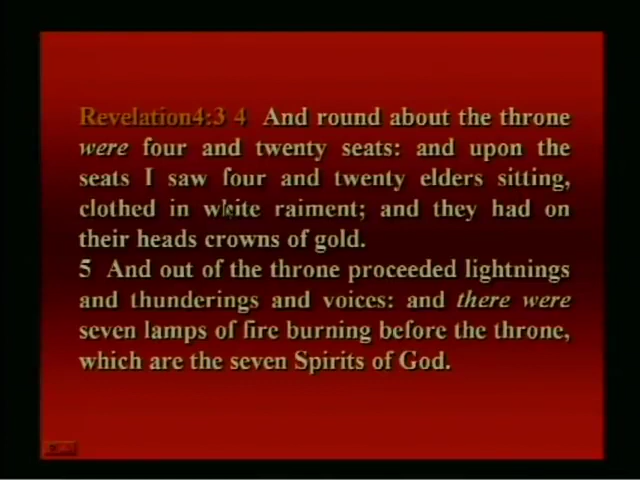 Revelation4:3 4 And round about the throne
were four and twenty seats: and upon the
seats I saw four and twenty elders sitting,
clothed in white raiment; and they had on
their heads crowns of gold.
5 And out of the throne proceeded lightnings
and thunderings and voices: and there were
seven lamps of fire burning before the throne,
which are the seven Spirits of God.